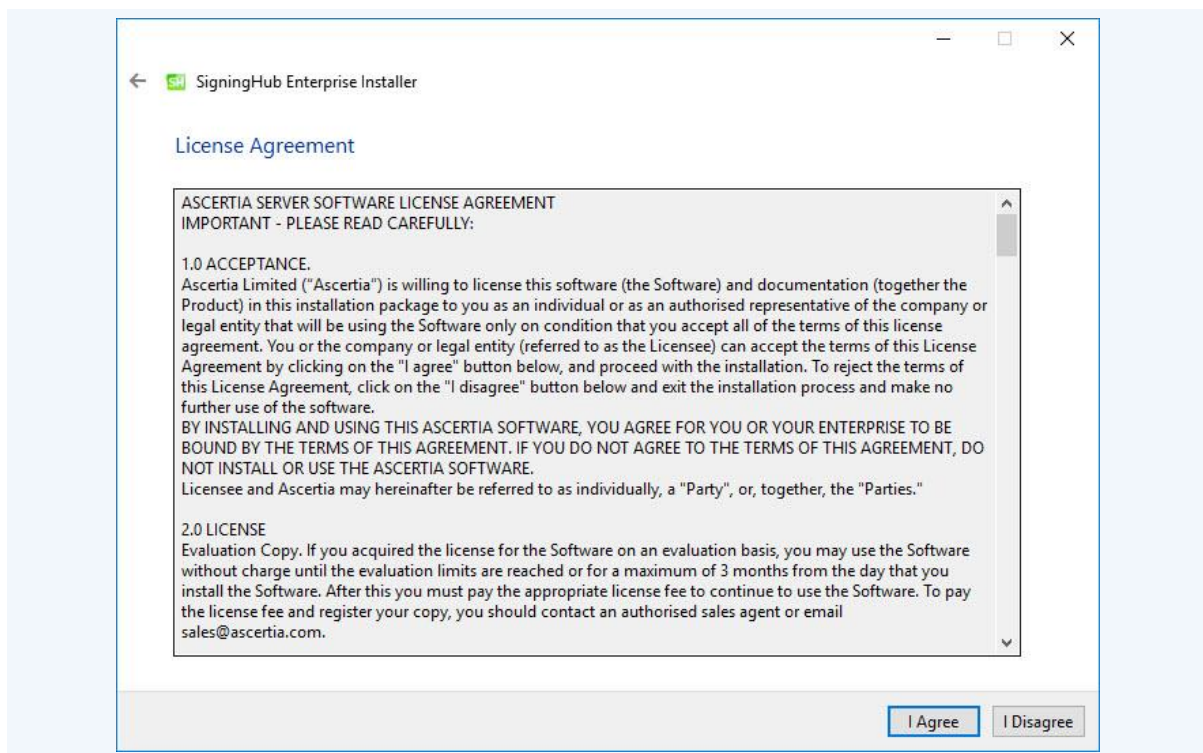 SH SigningHub Enterprise Installer
License Agreement
ASCERTIA SERVER SOFTWARE LICENSE AGREEMENT
IMPORTANT - PLEASE READ CAREFULLY:
1.0 ACCEPTANCE.
Ascertia Limited ("Ascertia") is willing to license this software (the Software) and documentation (together the
Product) in this installation package to you as an individual or as an authorised representative of the company or
legal entity that will be using the Software only on condition that you accept all of the terms of this license
agreement. You or the company or legal entity (referred to as the Licensee) can accept the terms of this License
Agreement by clicking on the "I agree" button below, and proceed with the installation. To reject the terms of
this License Agreement, click on the "I disagree" button below and exit the installation process and make no
further use of the software.
BY INSTALLING AND USING THIS ASCERTIA SOFTWARE, YOU AGREE FOR YOU OR YOUR ENTERPRISE TO BE
BOUND BY THE TERMS OF THIS AGREEMENT. IF YOU DO NOT AGREE TO THE TERMS OF THIS AGREEMENT, DO
NOT INSTALL OR USE THE ASCERTIA SOFTWARE.
Licensee and Ascertia may hereinafter be referred to as individually, a "Party", or, together, the "Parties."
2.0 LICENSE
Evaluation Copy. If you acquired the license for the Software on an evaluation basis, you may use the Software
without charge until the evaluation limits are reached or for a maximum of 3 months from the day that you
install the Software. After this you must pay the appropriate license fee to continue to use the Software. To pay
the license fee and register your copy, you should contact an authorised sales agent or email
sales@ascertia.com.
I Agree I Disagree